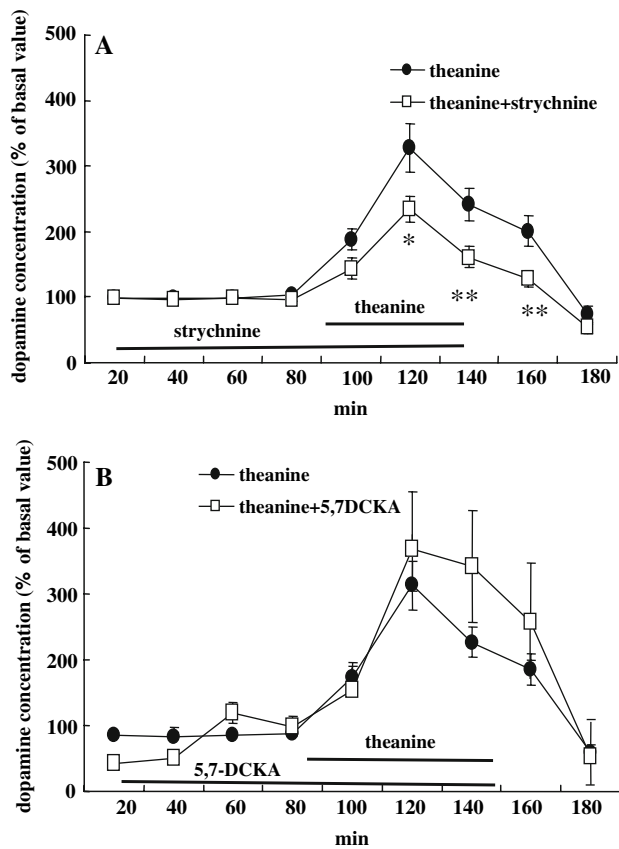 A
500
400
300
200
100
0
dopamine concentration (% of basal value)
theanine
theanine+strychnine
*
**
**
theanine
strychnine
20 40 60 80 100 120 140 160 180
min
B
500
400
300
200
100
0
dopamine concentration (% of basal value)
theanine
theanine+5,7DCKA
theanine
5,7-DCKA
20 40 60 80 100 120 140 160 180
min